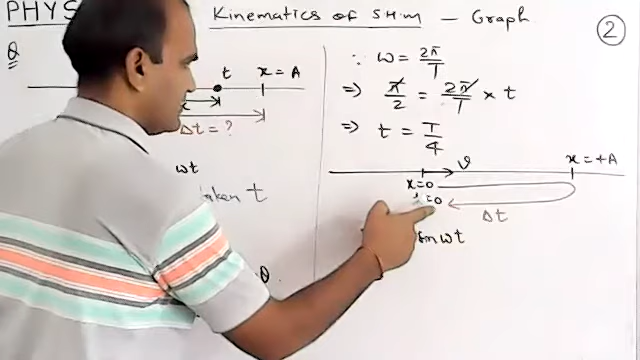 PHYS
Kinematics of SHM - Graph
2
Q
t
x = A
Δt = ?
ωt
taken t
θ
∵ ω = 2π/T
⇒ π/2 = 2π/T × t
⇒ t = T/4
v
x = +A
x=0
t=0
Δt
sin ωt